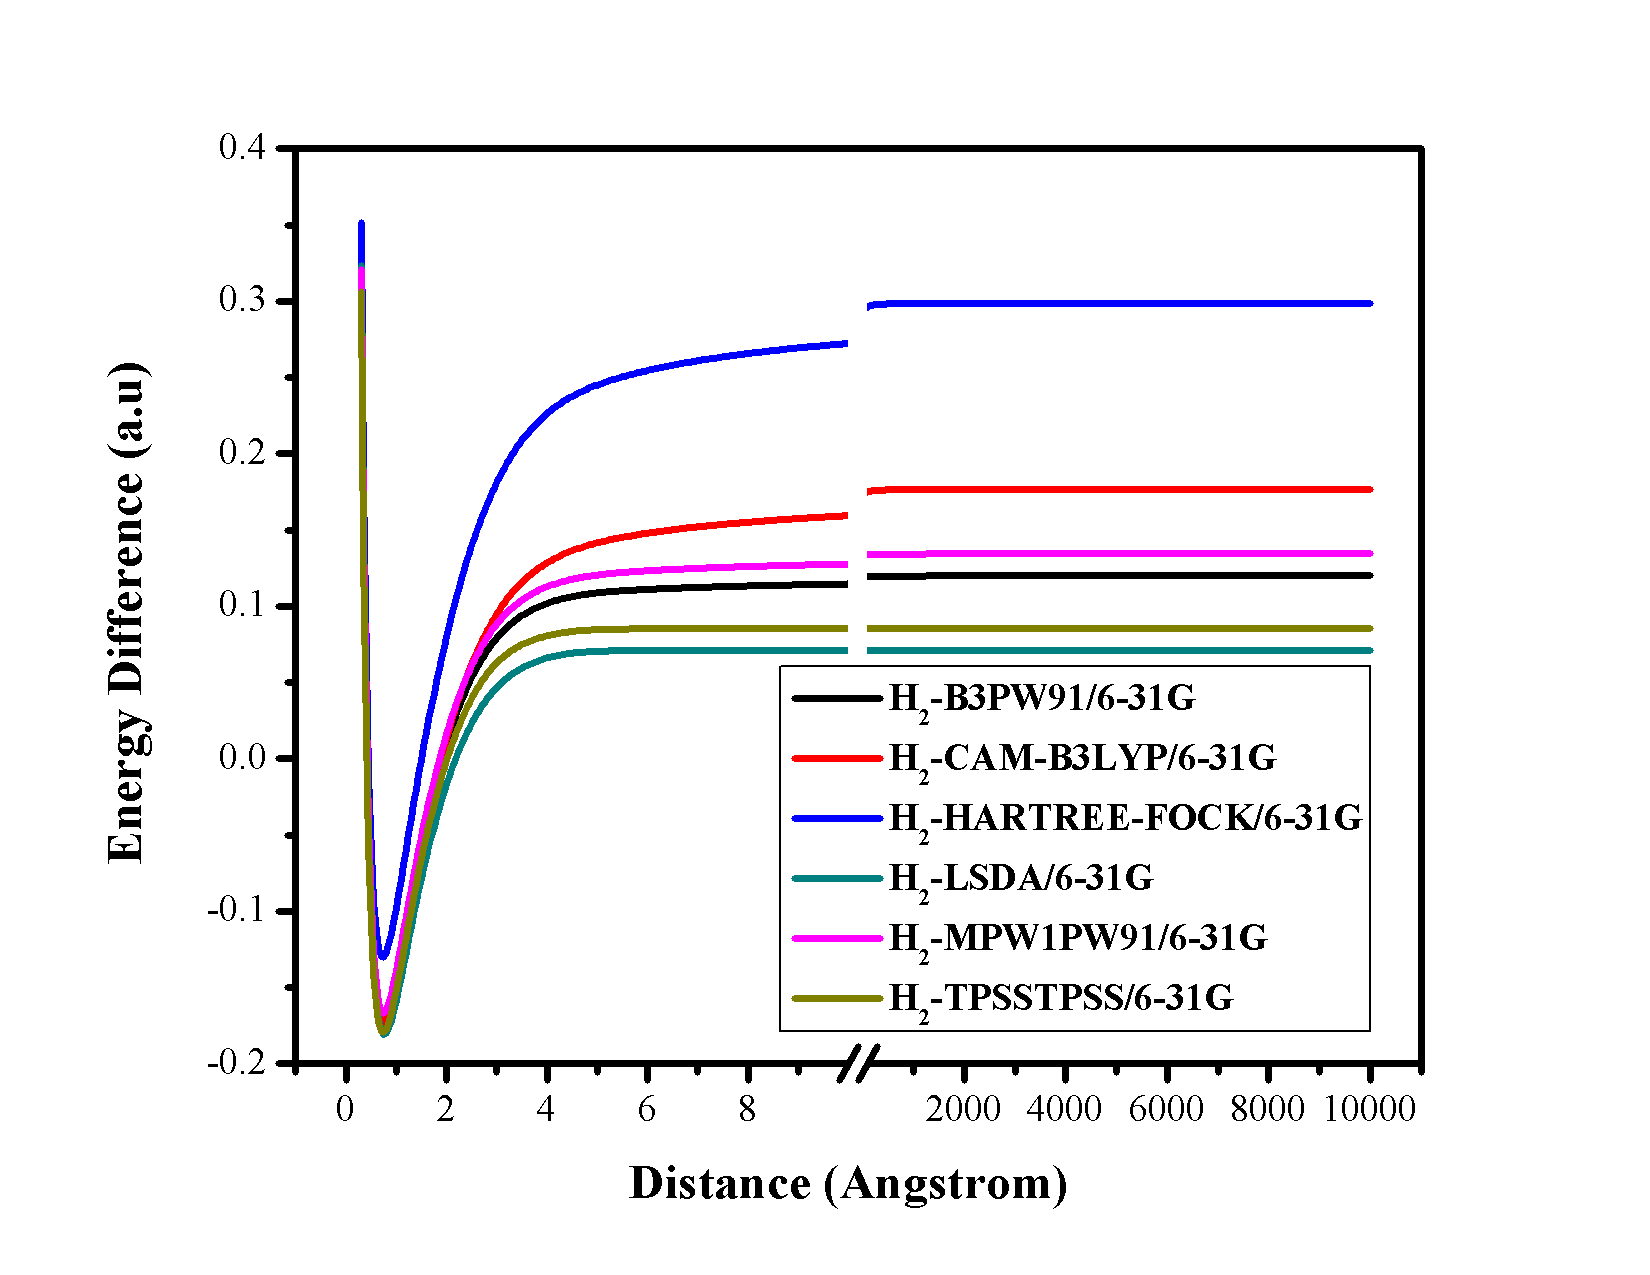 0.4
0.3
0.2
0.1
0.0
-0.1
-0.2
Energy Difference (a.u)
H2-B3PW91/6-31G
H2-CAM-B3LYP/6-31G
H2-HARTREE-FOCK/6-31G
H2-LSDA/6-31G
H2-MPW1PW91/6-31G
H2-TPSSTPSS/6-31G
0 2 4 6 8 2000 4000 6000 8000 10000
Distance (Angstrom)